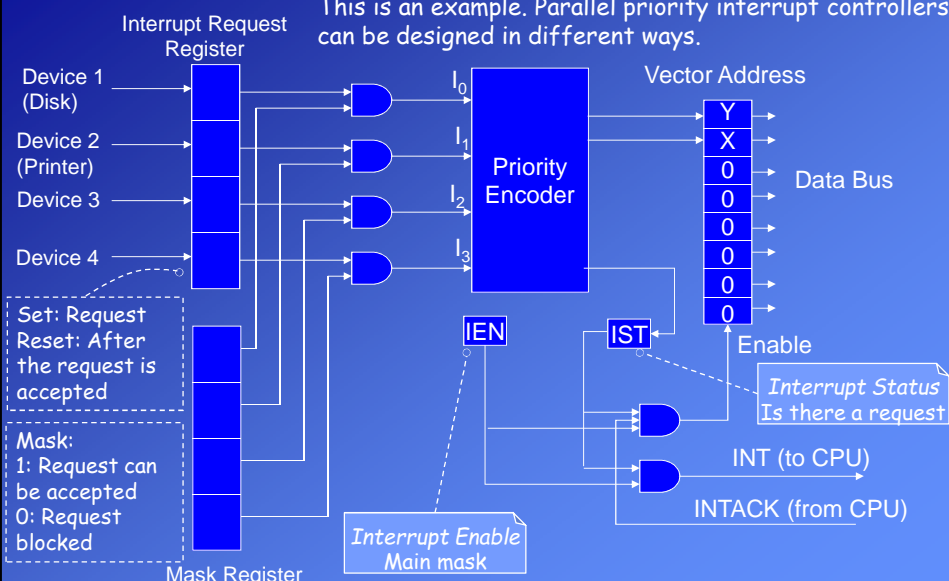 This is an example. Parallel priority interrupt controllers
can be designed in different ways.
Interrupt Request
Register
Device 1
(Disk)
Device 2
(Printer)
Device 3
Device 4
I0
I1
I2
I3
Priority
Encoder
Vector Address
Y
X
0
0
0
0
0
0
Data Bus
Set: Request
Reset: After
the request is
accepted
Mask:
1: Request can
be accepted
0: Request
blocked
Mask Register
IEN
IST
Enable
Interrupt Status
Is there a request
INT (to CPU)
INTACK (from CPU)
Interrupt Enable
Main mask